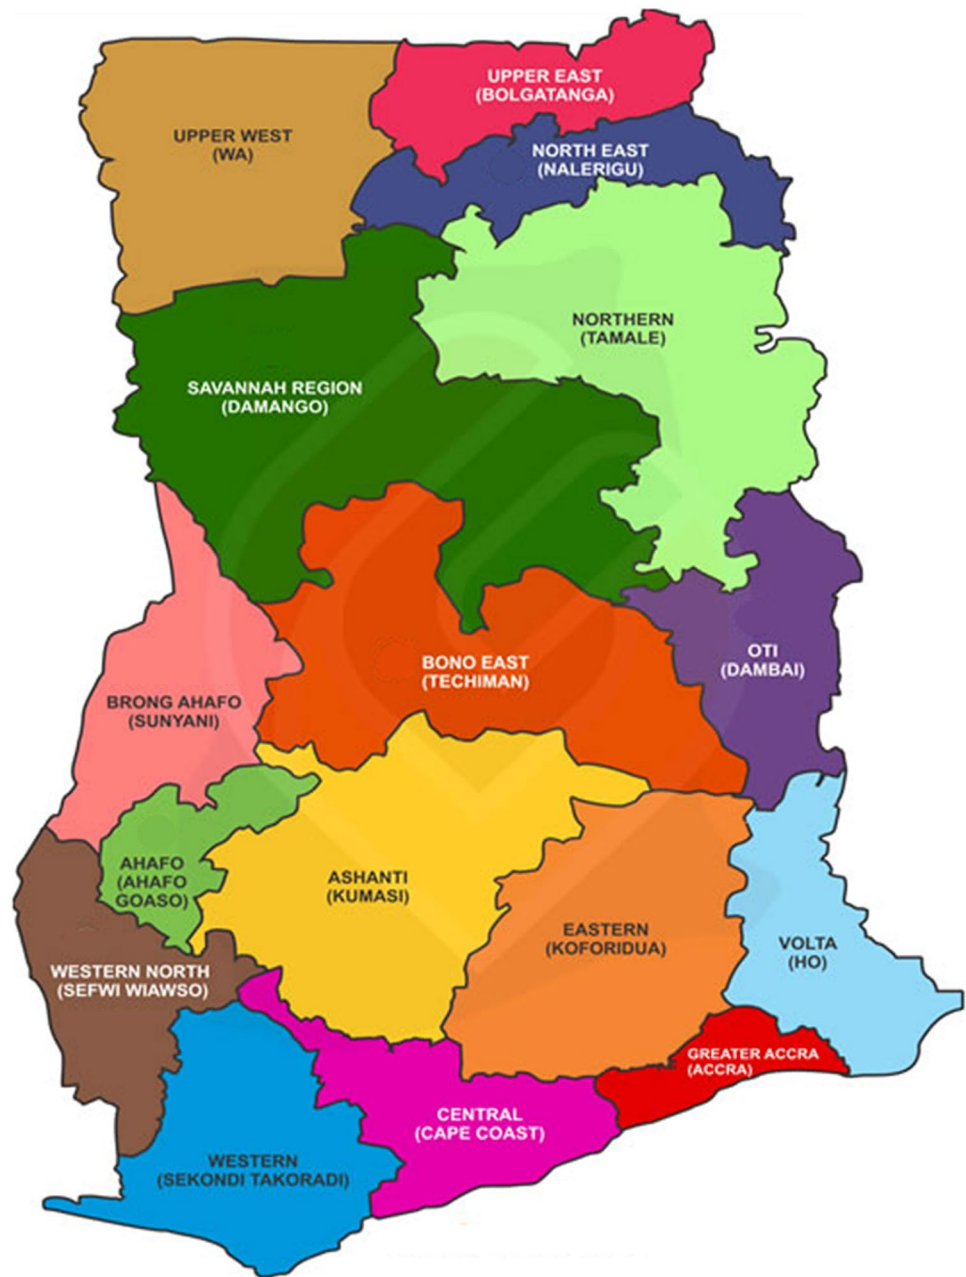 UPPER EAST
(BOLGATANGA)
UPPER WEST
(WA)
NORTH EAST
(NALERIGU)
NORTHERN
(TAMALE)
SAVANNAH REGION
(DAMANGO)
OTI
(DAMBAI)
BONO EAST
(TECHIMAN)
BRONG AHAFO
(SUNYANI)
AHAFO
(AHAFO
GOASO)
ASHANTI
(KUMASI)
EASTERN
(KOFORIDUA)
VOLTA
(HO)
WESTERN NORTH
(SEFWI WIAWSO)
GREATER ACCRA
(ACCRA)
CENTRAL
(CAPE COAST)
WESTERN
(SEKONDI TAKORADI)